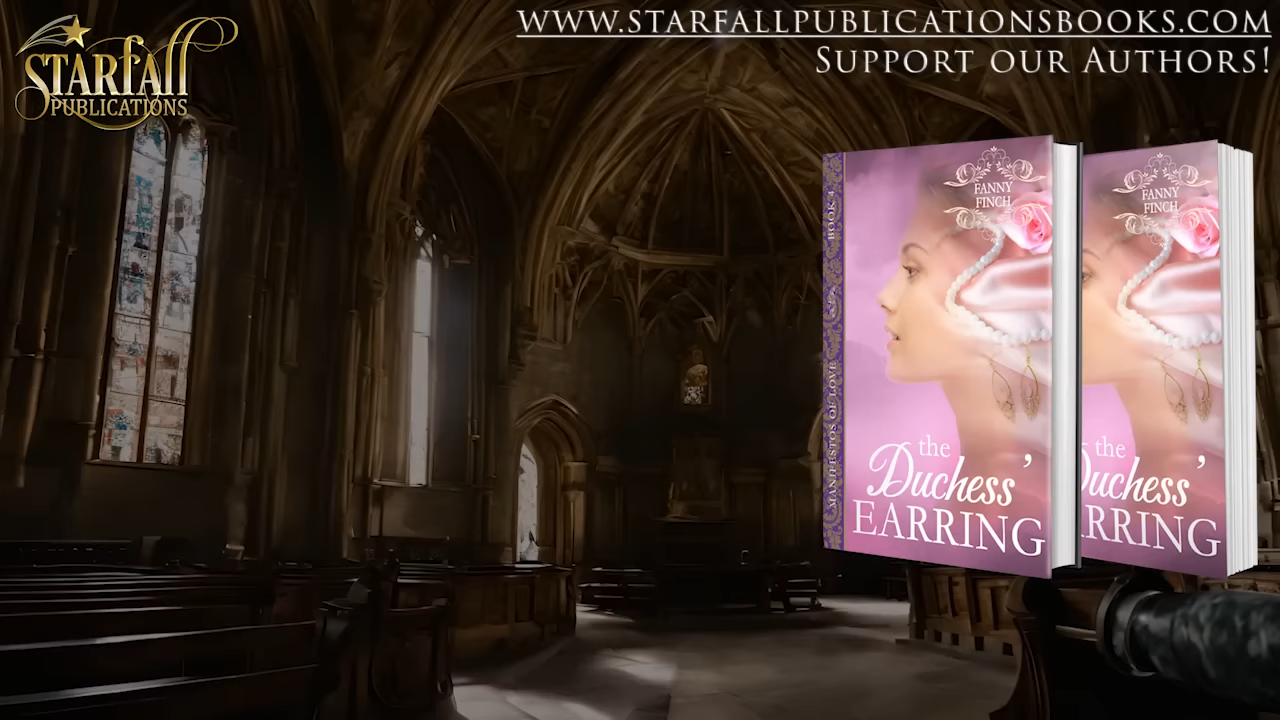 STARfall
PUBLICATIONS
WWW.STARFALLPUBLICATIONSBOOKS.COM
SUPPORT OUR AUTHORS!
BOOK 4
MANIFESTOS OF LOVE
FANNY
FINCH
the
Duchess'
EARRING
FANNY
FINCH
the
Duchess'
RRING